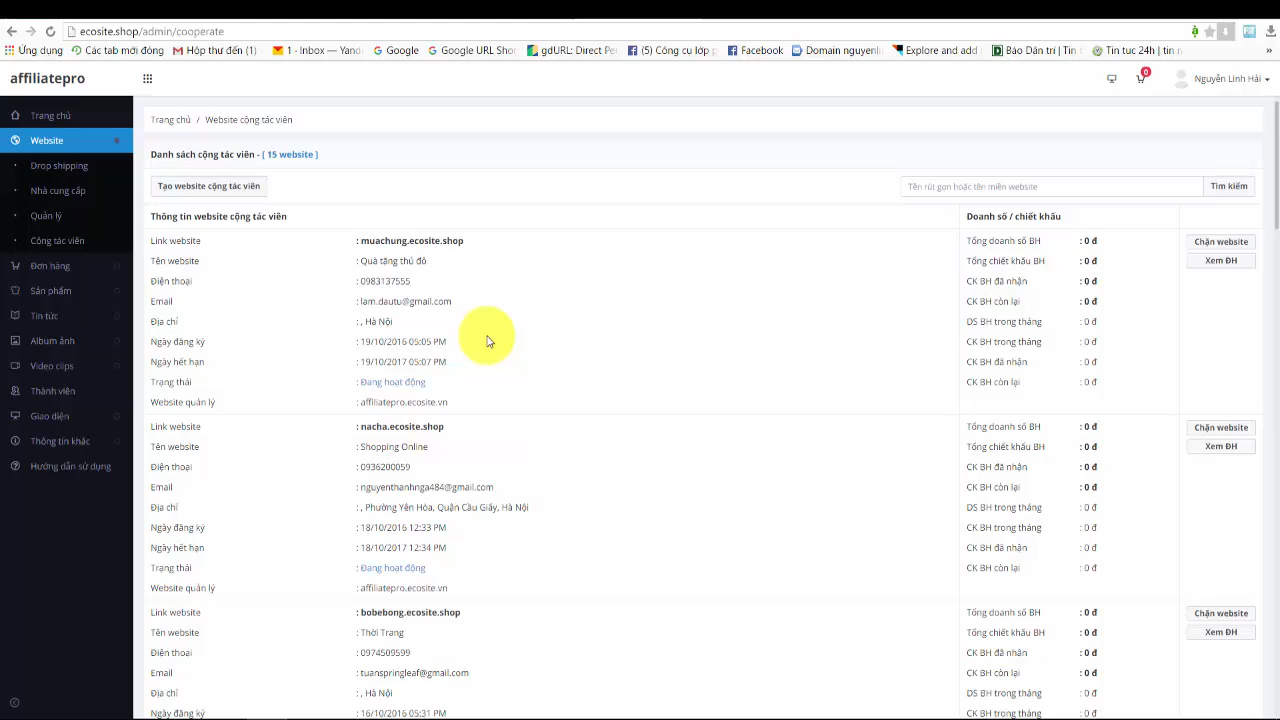 ecosite.shop/admin/cooperate
Ứng dụng Các tab mới đóng Hộp thư đến (1) 1 - Inbox — Yand Google Google URL Shor gdURL: Direct Per (5) Công cụ lọc p Facebook Domain nguyenlin Explore and add Báo Dân trí | Tin t Tin tuc 24h | tin n »
affiliatepro
0
Nguyễn Linh Hải
Trang chủ
Website
Drop shipping
Nhà cung cấp
Quản lý
Cộng tác viên
Đơn hàng
Sản phẩm
Tin tức
Album ảnh
Video clips
Thành viên
Giao diện
Thông tin khác
Hướng dẫn sử dụng
Trang chủ / Website cộng tác viên
Danh sách cộng tác viên - [ 15 website ]
Tạo website cộng tác viên
Tên rút gọn hoặc tên miền website Tìm kiếm
Thông tin website cộng tác viên Doanh số / chiết khấu
Link website : muachung.ecosite.shop Tổng doanh số BH : 0 đ Chặn website
Tên website : Quà tặng thủ đô Tổng chiết khấu BH : 0 đ Xem ĐH
Điện thoại : 0983137555 CK BH đã nhận : 0 đ
Email : lam.dautu@gmail.com CK BH còn lại : 0 đ
Địa chỉ : , Hà Nội DS BH trong tháng : 0 đ
Ngày đăng ký : 19/10/2016 05:05 PM CK BH trong tháng : 0 đ
Ngày hết hạn : 19/10/2017 05:07 PM CK BH đã nhận : 0 đ
Trạng thái : Đang hoạt động CK BH còn lại : 0 đ
Website quản lý : affiliatepro.ecosite.vn
Link website : nacha.ecosite.shop Tổng doanh số BH : 0 đ Chặn website
Tên website : Shopping Online Tổng chiết khấu BH : 0 đ Xem ĐH
Điện thoại : 0936200059 CK BH đã nhận : 0 đ
Email : nguyenthanhnga484@gmail.com CK BH còn lại : 0 đ
Địa chỉ : , Phường Yên Hòa, Quận Cầu Giấy, Hà Nội DS BH trong tháng : 0 đ
Ngày đăng ký : 18/10/2016 12:33 PM CK BH trong tháng : 0 đ
Ngày hết hạn : 18/10/2017 12:34 PM CK BH đã nhận : 0 đ
Trạng thái : Đang hoạt động CK BH còn lại : 0 đ
Website quản lý : affiliatepro.ecosite.vn
Link website : bobebong.ecosite.shop Tổng doanh số BH : 0 đ Chặn website
Tên website : Thời Trang Tổng chiết khấu BH : 0 đ Xem ĐH
Điện thoại : 0974509599 CK BH đã nhận : 0 đ
Email : tuanspringleaf@gmail.com CK BH còn lại : 0 đ
Địa chỉ : , Hà Nội DS BH trong tháng : 0 đ
Ngày đăng ký : 16/10/2016 05:31 PM CK BH trong tháng : 0 đ